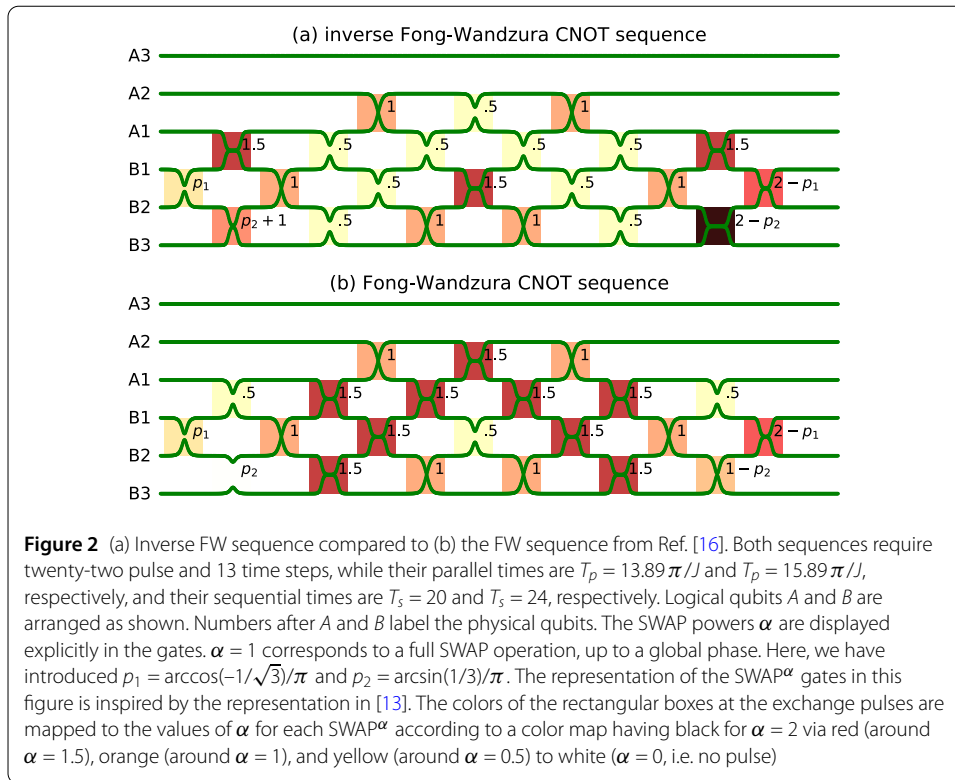 (a) inverse Fong-Wandzura CNOT sequence
A3
A2
1 .5 1
A1
1.5 .5 .5 .5 .5 1.5
B1
p₁ 1 .5 1.5 .5 1 2 − p₁
B2
p₂ + 1 .5 1 1 .5 2 − p₂
B3
(b) Fong-Wandzura CNOT sequence
A3
A2
1 1.5 1
A1
.5 1.5 1.5 1.5 1.5 .5
B1
p₁ 1 1.5 .5 1.5 1 2 − p₁
B2
p₂ 1.5 1 1 1.5 1 − p₂
B3
Figure 2 (a) Inverse FW sequence compared to (b) the FW sequence from Ref. [16]. Both sequences require
twenty-two pulse and 13 time steps, while their parallel times are Tₚ = 13.89π/J and Tₚ = 15.89π/J,
respectively, and their sequential times are Tₛ = 20 and Tₛ = 24, respectively. Logical qubits A and B are
arranged as shown. Numbers after A and B label the physical qubits. The SWAP powers α are displayed
explicitly in the gates. α = 1 corresponds to a full SWAP operation, up to a global phase. Here, we have
introduced p₁ = arccos(–1/√3)/π and p₂ = arcsin(1/3)/π. The representation of the SWAP^α gates in this
figure is inspired by the representation in [13]. The colors of the rectangular boxes at the exchange pulses are
mapped to the values of α for each SWAP^α according to a color map having black for α = 2 via red (around
α = 1.5), orange (around α = 1), and yellow (around α = 0.5) to white (α = 0, i.e. no pulse)